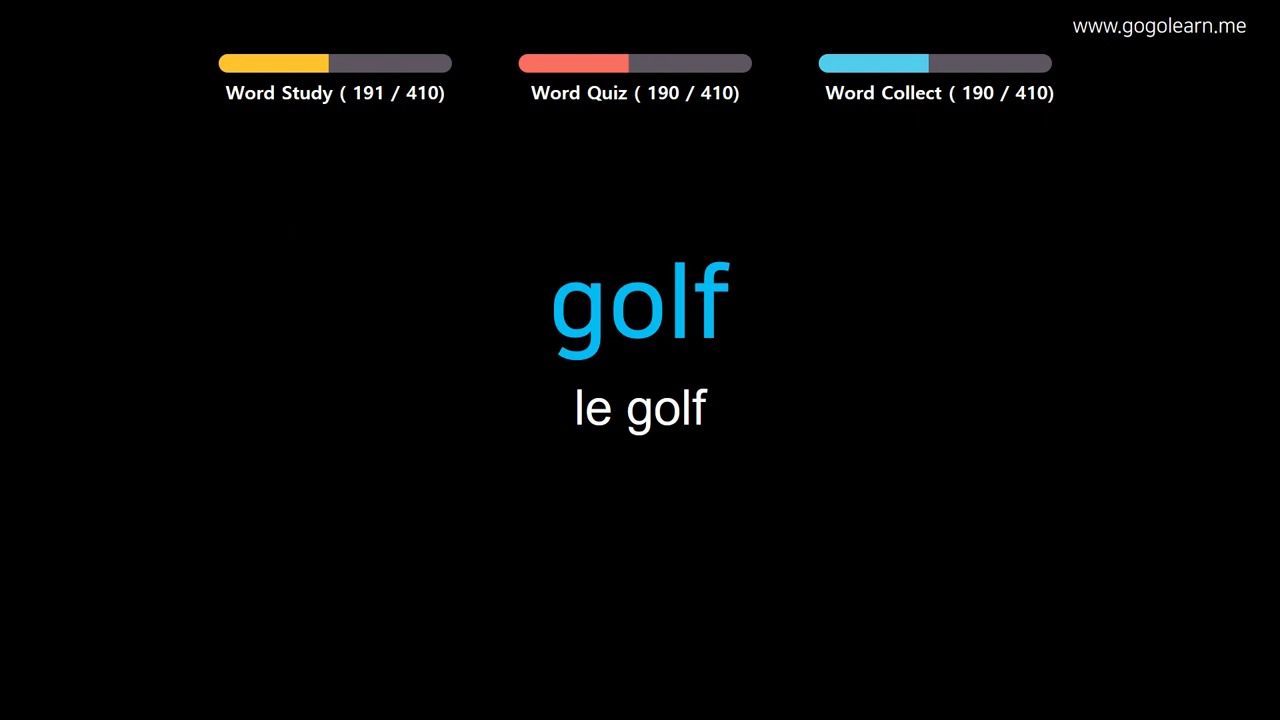 www.gogolearn.me
Word Study ( 191 / 410)
Word Quiz ( 190 / 410)
Word Collect ( 190 / 410)
golf
le golf